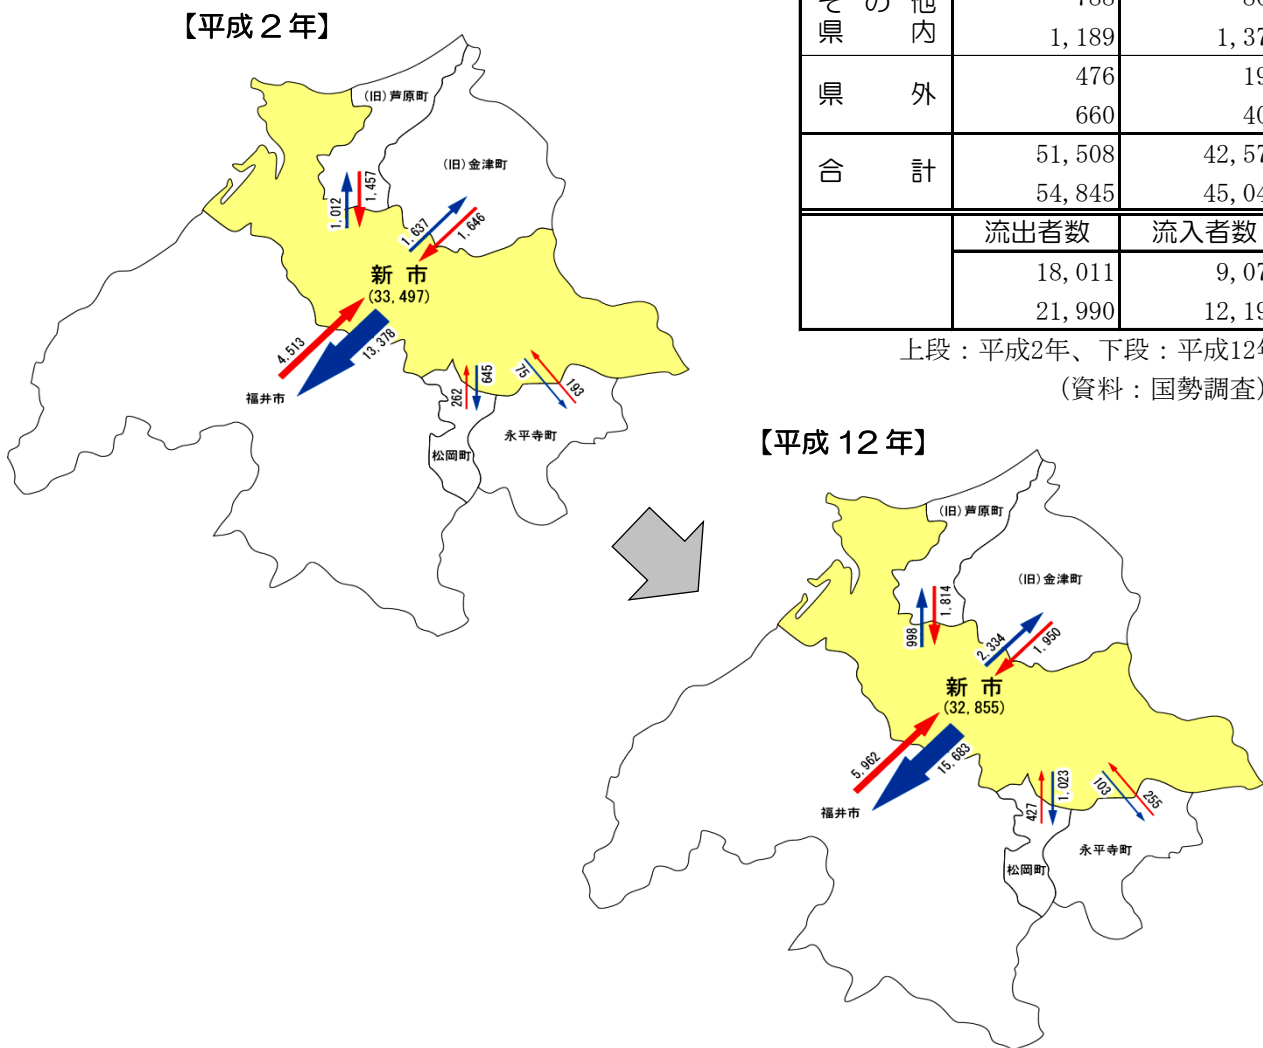 【平成２年】
(旧)芦原町
(旧)金津町
1,012
1,457
1,637
1,646
新 市
(33,497)
4,513
13,378
福井市
262
645
75
193
松岡町
永平寺町
県 内
1,189
県 外
476
660
合 計
51,508
54,845
流出者数 流入者数
18,011
21,990
上段：平成2年、下段：平成12年
(資料：国勢調査)
【平成 12 年】
(旧)芦原町
(旧)金津町
998
1,814
2,334
1,950
新 市
(32,855)
5,962
15,683
福井市
427
1,023
103
255
松岡町
永平寺町